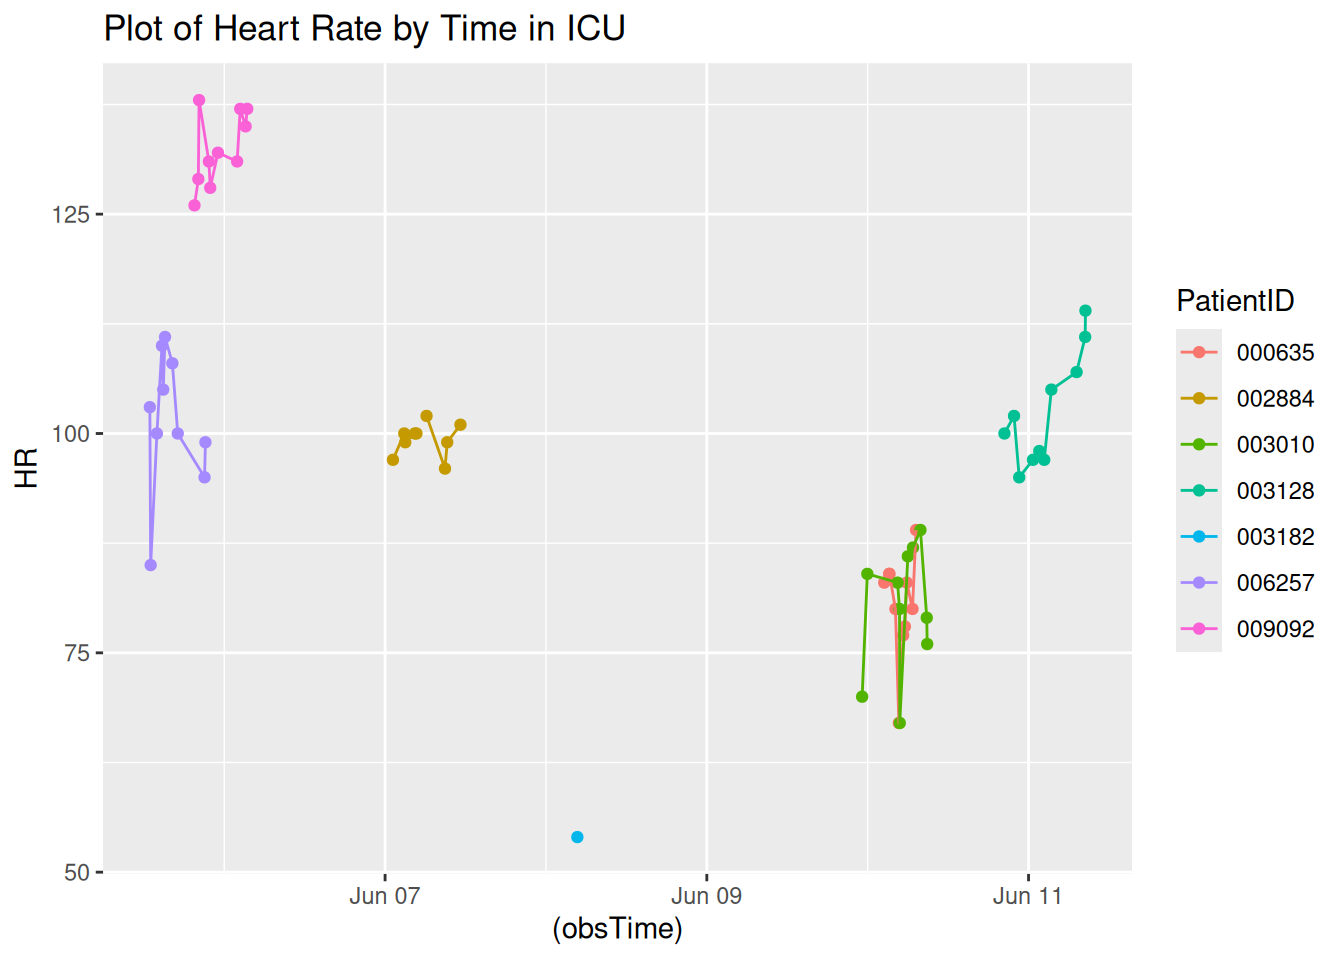 Plot of Heart Rate by Time in ICU
HR
125
100
75
50
Jun 07
Jun 09
Jun 11
(obsTime)
PatientID
000635
002884
003010
003128
003182
006257
009092